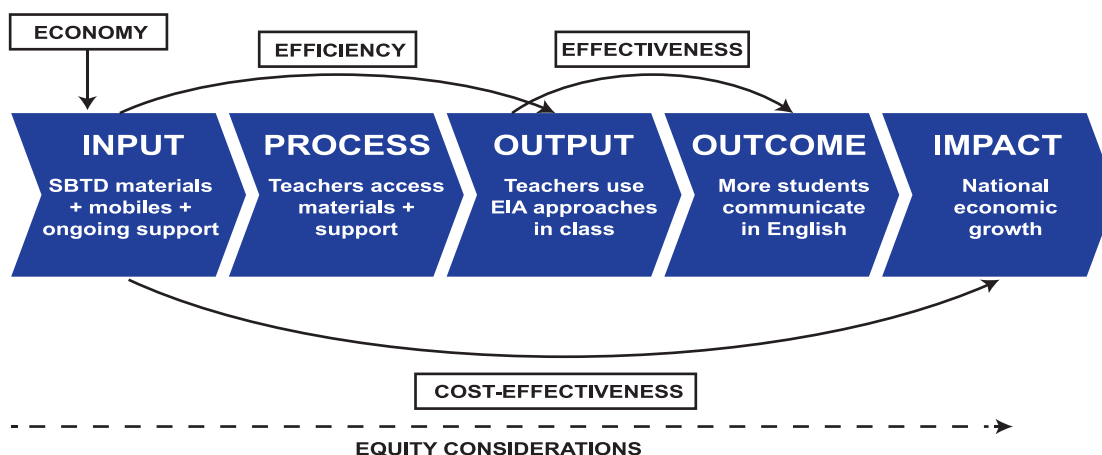 ECONOMY
EFFICIENCY
EFFECTIVENESS
INPUT
SBTD materials
+ mobiles +
ongoing support
PROCESS
Teachers access
materials +
support
OUTPUT
Teachers use
EIA approaches
in class
OUTCOME
More students
communicate
in English
IMPACT
National
economic
growth
COST-EFFECTIVENESS
EQUITY CONSIDERATIONS